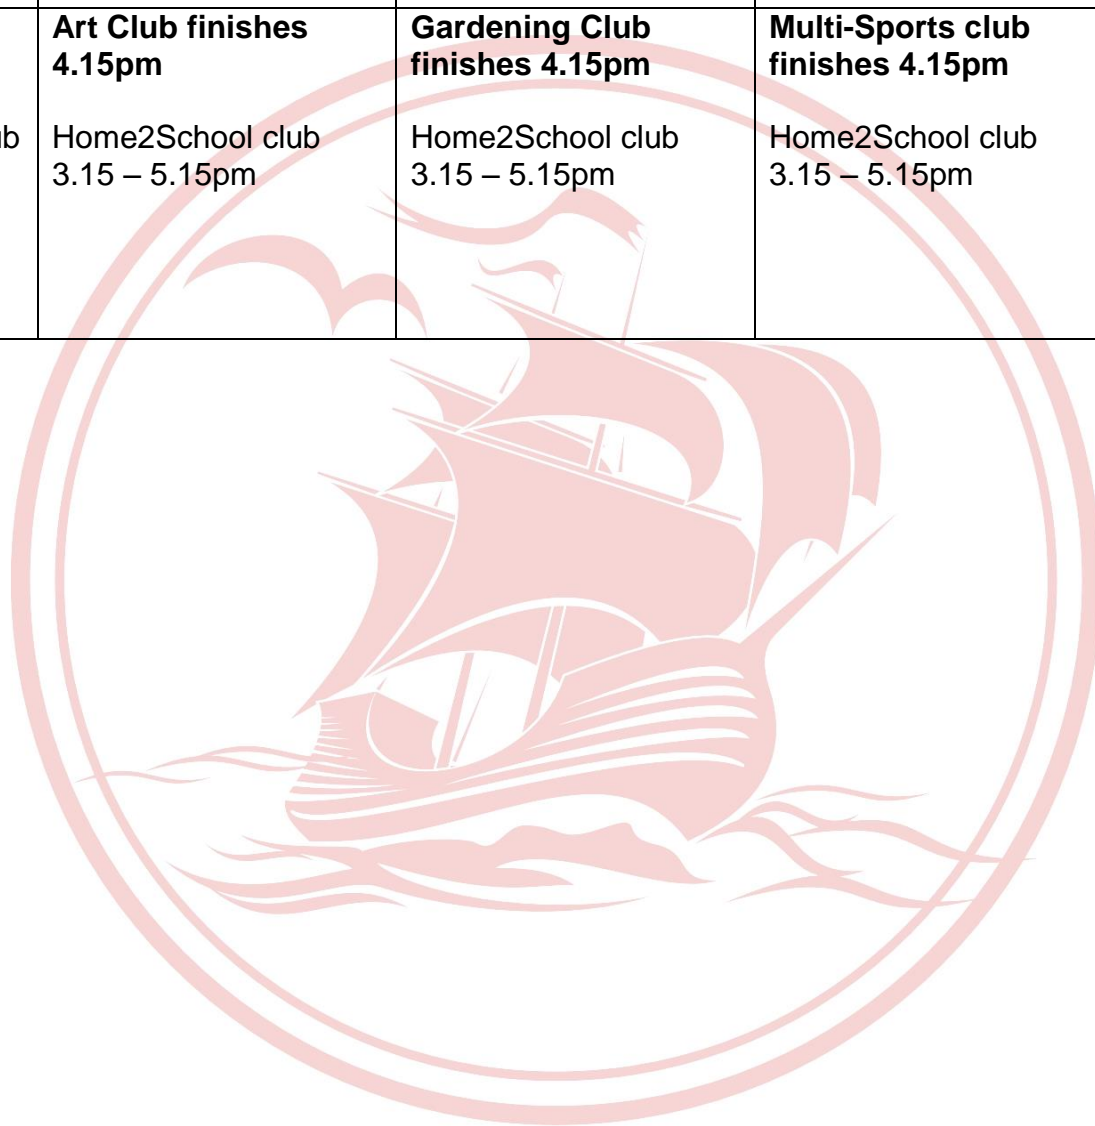 Art Club finishes
4.15pm
Home2School club
3.15 – 5.15pm
Gardening Club
finishes 4.15pm
Home2School club
3.15 – 5.15pm
Multi-Sports club
finishes 4.15pm
Home2School club
3.15 – 5.15pm